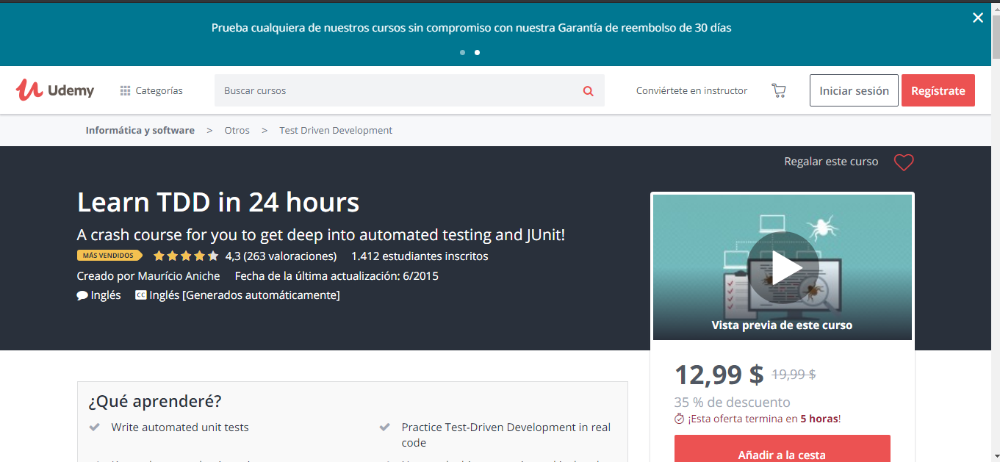 Prueba cualquiera de nuestros cursos sin compromiso con nuestra Garantía de reembolso de 30 días
Udemy
Categorías
Buscar cursos
Conviértete en instructor
Iniciar sesión
Regístrate
Informática y software > Otros > Test Driven Development
Regalar este curso
Learn TDD in 24 hours
A crash course for you to get deep into automated testing and JUnit!
MÁS VENDIDOS 4,3 (263 valoraciones) 1.412 estudiantes inscritos
Creado por Maurício Aniche Fecha de la última actualización: 6/2015
Inglés CC Inglés [Generados automáticamente]
Vista previa de este curso
12,99 $ 19,99 $
35 % de descuento
¡Esta oferta termina en 5 horas!
Añadir a la cesta
¿Qué aprenderé?
Write automated unit tests
Practice Test-Driven Development in real
code